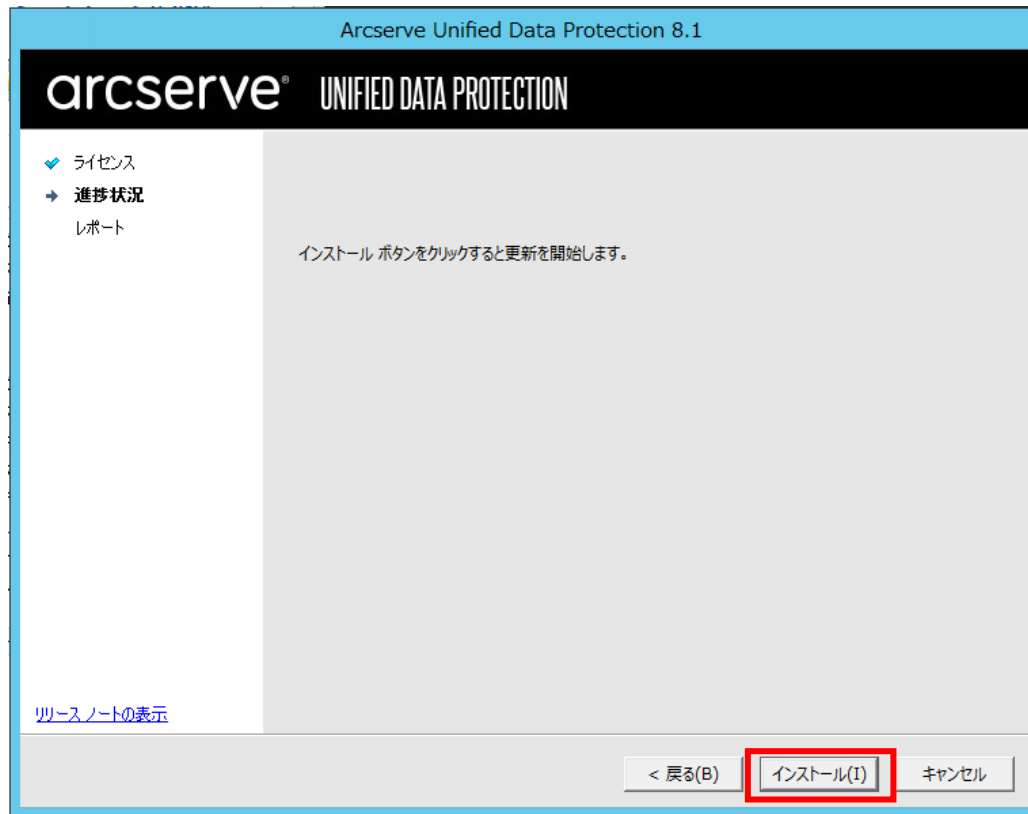 Arcserve Unified Data Protection 8.1
arcserve® UNIFIED DATA PROTECTION
ライセンス
進捗状況
レポート
インストール ボタンをクリックすると更新を開始します。
リリース ノートの表示
< 戻る(B)
インストール(I)
キャンセル